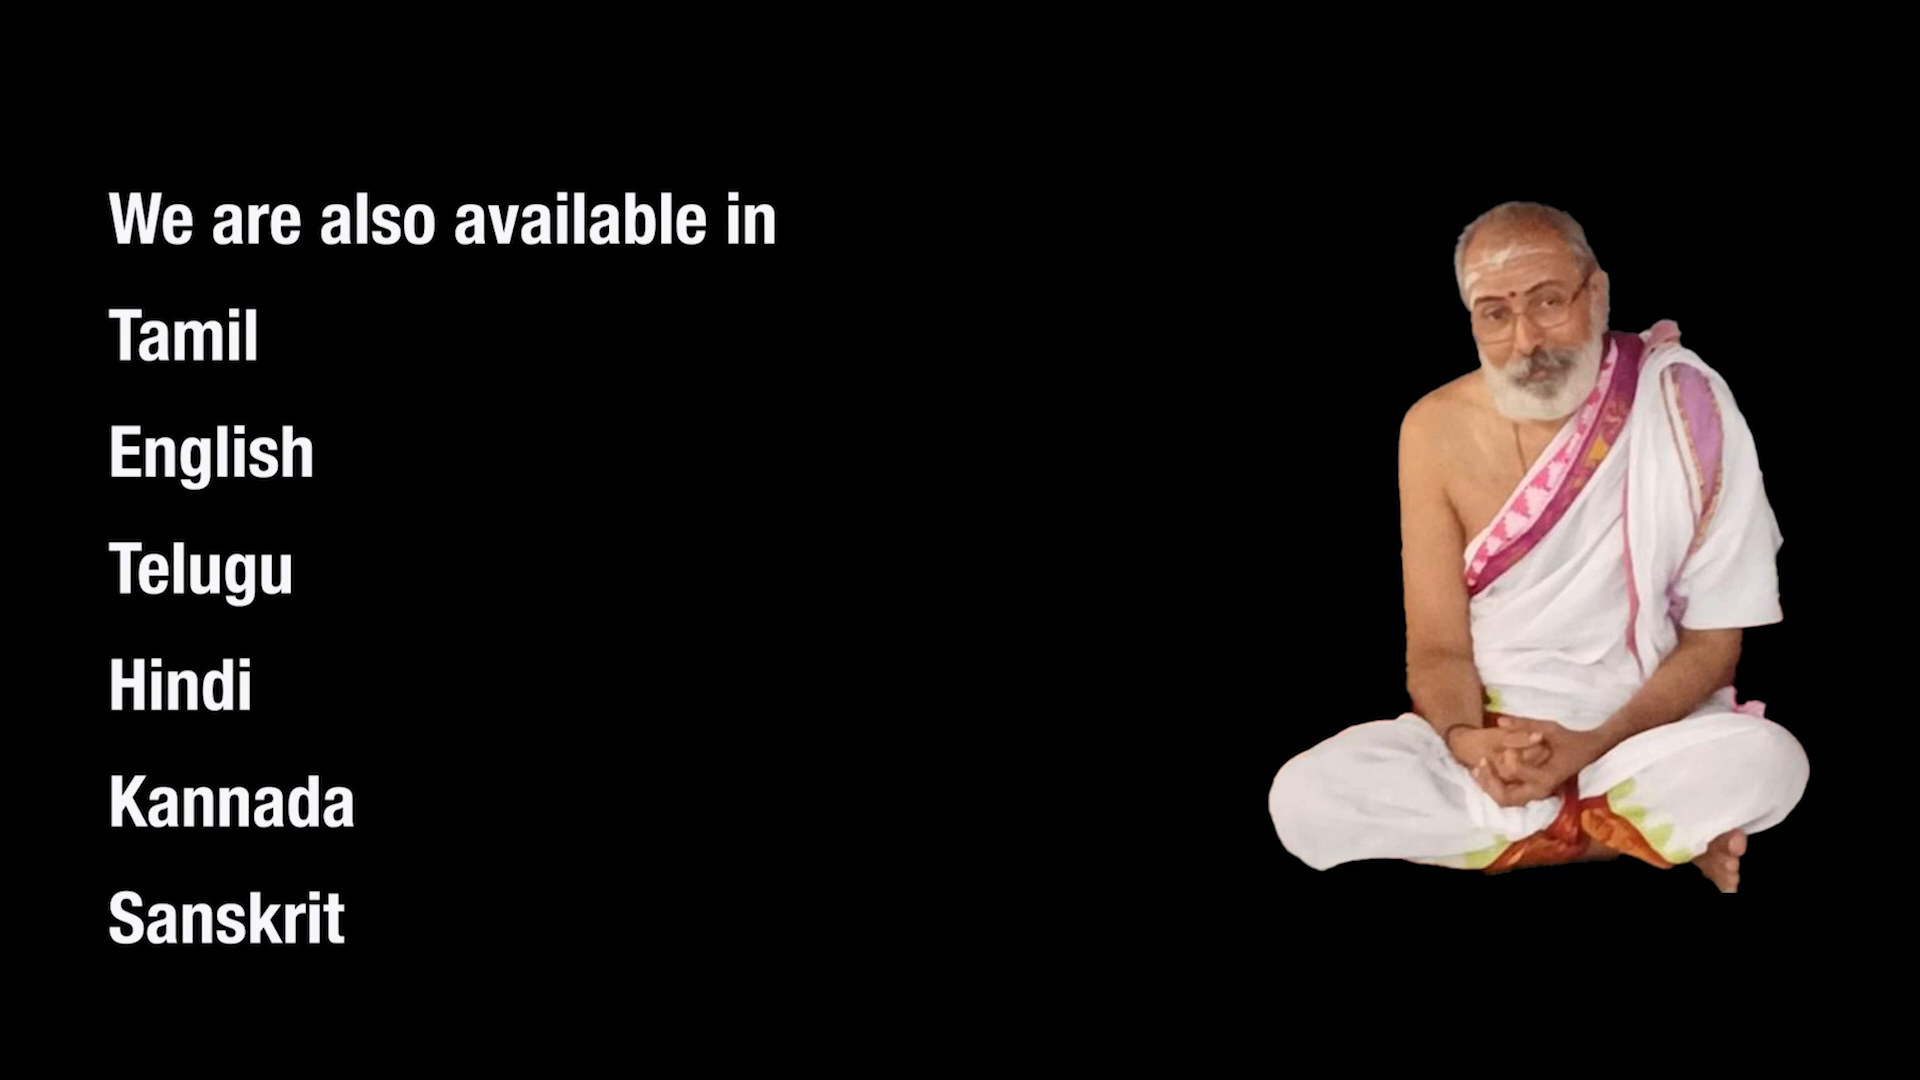 We are also available in
Tamil
English
Telugu
Hindi
Kannada
Sanskrit